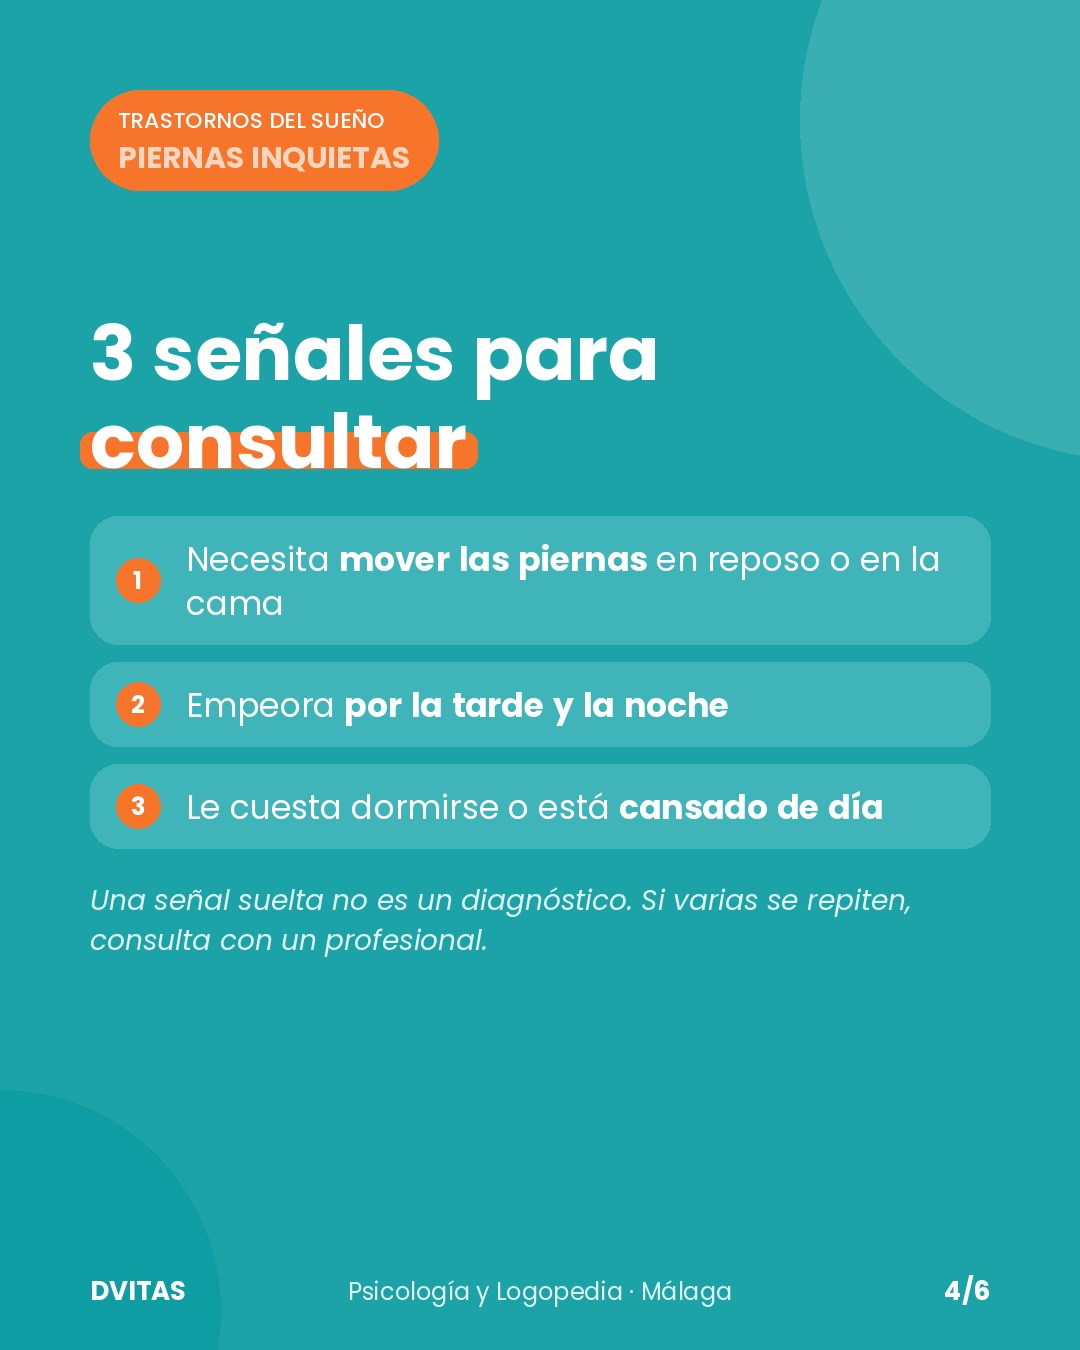 TRASTORNOS DEL SUEÑO
PIERNAS INQUIETAS
3 señales para
consultar
1 Necesita mover las piernas en reposo o en la
cama
2 Empeora por la tarde y la noche
3 Le cuesta dormirse o está cansado de día
Una señal suelta no es un diagnóstico. Si varias se repiten,
consulta con un profesional.
DVITAS Psicología y Logopedia · Málaga 4/6